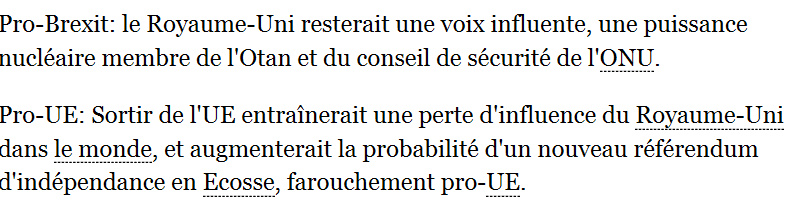 Pro-Brexit: le Royaume-Uni resterait une voix influente, une puissance
nucléaire membre de l'Otan et du conseil de sécurité de l'ONU.
Pro-UE: Sortir de l'UE entraînerait une perte d'influence du Royaume-Uni
dans le monde, et augmenterait la probabilité d'un nouveau référendum
d'indépendance en Ecosse, farouchement pro-UE.